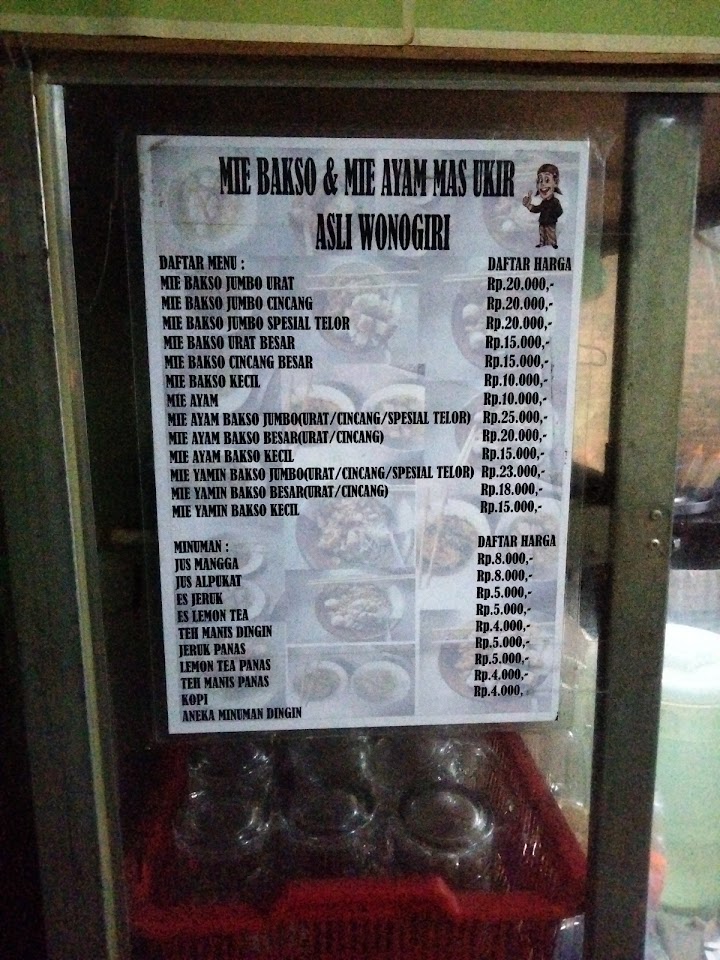 MIE BAKSO & MIE AYAM MAS UKIR
ASLI WONOGIRI
DAFTAR MENU : DAFTAR HARGA
MIE BAKSO JUMBO URAT Rp.20.000,-
MIE BAKSO JUMBO CINCANG Rp.20.000,-
MIE BAKSO JUMBO SPESIAL TELOR Rp.20.000,-
MIE BAKSO URAT BESAR Rp.15.000,-
MIE BAKSO CINCANG BESAR Rp.15.000,-
MIE BAKSO KECIL Rp.10.000,-
MIE AYAM Rp.10.000,-
MIE AYAM BAKSO JUMBO(URAT/CINCANG/SPESIAL TELOR) Rp.25.000,-
MIE AYAM BAKSO BESAR(URAT/CINCANG) Rp.20.000,-
MIE AYAM BAKSO KECIL Rp.15.000,-
MIE YAMIN BAKSO JUMBO(URAT/CINCANG/SPESIAL TELOR) Rp.23.000,-
MIE YAMIN BAKSO BESAR(URAT/CINCANG) Rp.18.000,-
MIE YAMIN BAKSO KECIL Rp.15.000,-
MINUMAN : DAFTAR HARGA
JUS MANGGA Rp.8.000,-
JUS ALPUKAT Rp.8.000,-
ES JERUK Rp.5.000,-
ES LEMON TEA Rp.5.000,-
TEH MANIS DINGIN Rp.4.000,-
JERUK PANAS Rp.5.000,-
LEMON TEA PANAS Rp.5.000,-
TEH MANIS PANAS Rp.4.000,-
KOPI Rp.4.000,
ANEKA MINUMAN DINGIN